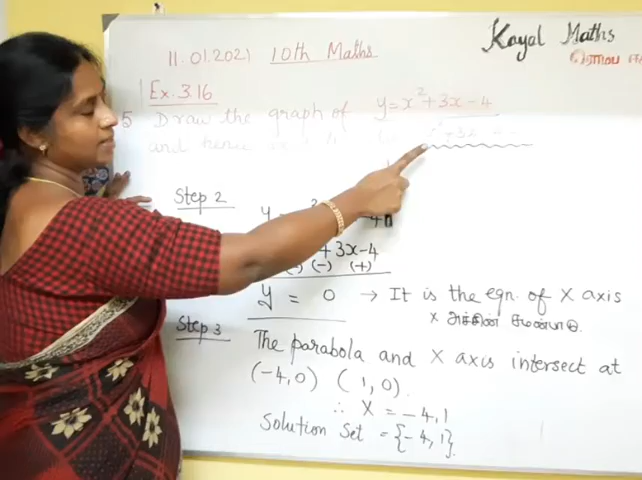 Kayal Maths
11.01.2021 10th Maths
Ex. 3.16
5 Draw the graph of y = x² + 3x - 4
and hence
Step 2
+ 3x - 4
(-) (+)
y = 0 → It is the eqn. of X axis
x அச்சின் சமன்பாடு.
Step 3
The parabola and X axis intersect at
(-4, 0) (1, 0).
∴ X = -4, 1
Solution Set = {-4, 1}.